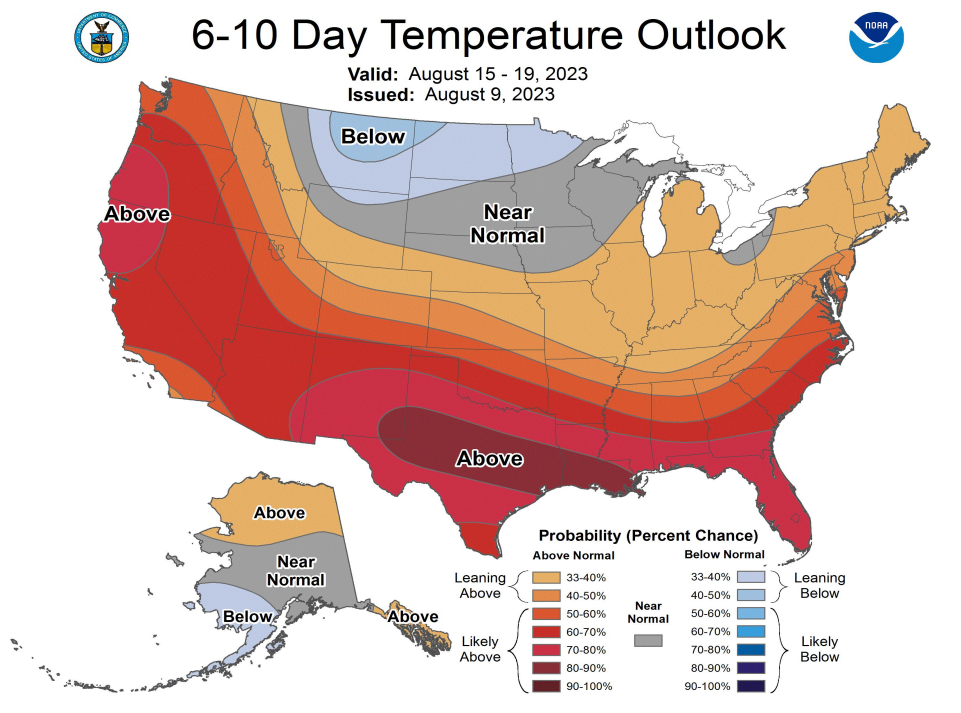 6-10 Day Temperature Outlook
NOAA
Valid: August 15 - 19, 2023
Issued: August 9, 2023
Below
Above
Near
Normal
Above
Above
Near
Normal
Below
Above
Probability (Percent Chance)
Above Normal
Below Normal
Leaning
Above
33-40%
40-50%
Likely
Above
50-60%
60-70%
70-80%
80-90%
90-100%
Near
Normal
33-40%
40-50%
Leaning
Below
50-60%
60-70%
70-80%
80-90%
90-100%
Likely
Below